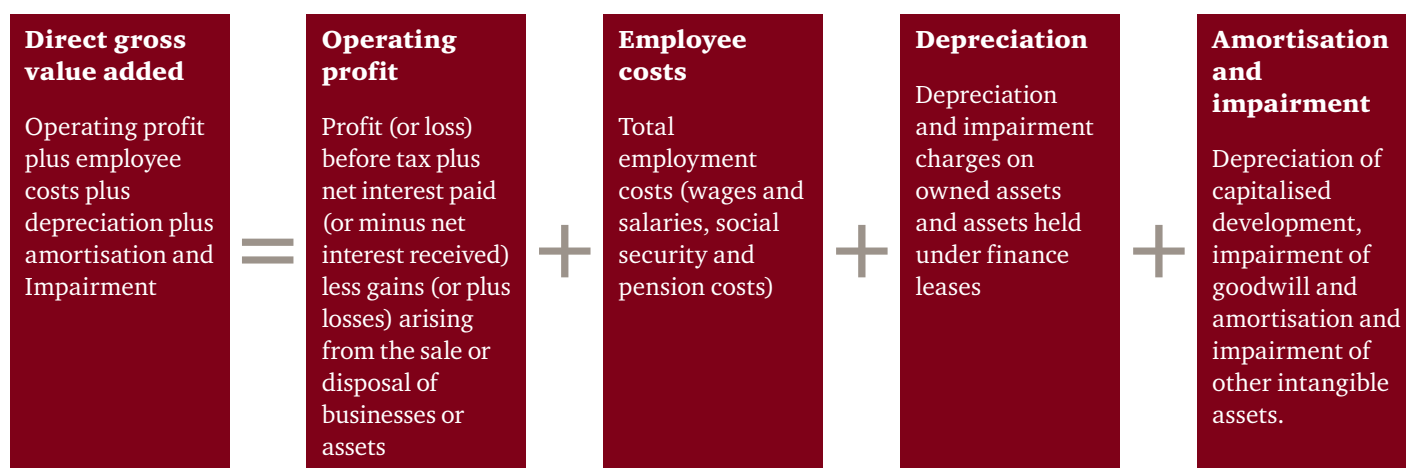 Direct gross
value added
Operating profit
plus employee
costs plus
depreciation plus
amortisation and
Impairment
=
Operating
profit
Profit (or loss)
before tax plus
net interest paid
(or minus net
interest received)
less gains (or plus
losses) arising
from the sale or
disposal of
businesses or
assets
+
Employee
costs
Total
employment
costs (wages and
salaries, social
security and
pension costs)
+
Depreciation
Depreciation
and impairment
charges on
owned assets
and assets held
under finance
leases
+
Amortisation
and
impairment
Depreciation of
capitalised
development,
impairment of
goodwill and
amortisation and
impairment of
other intangible
assets.